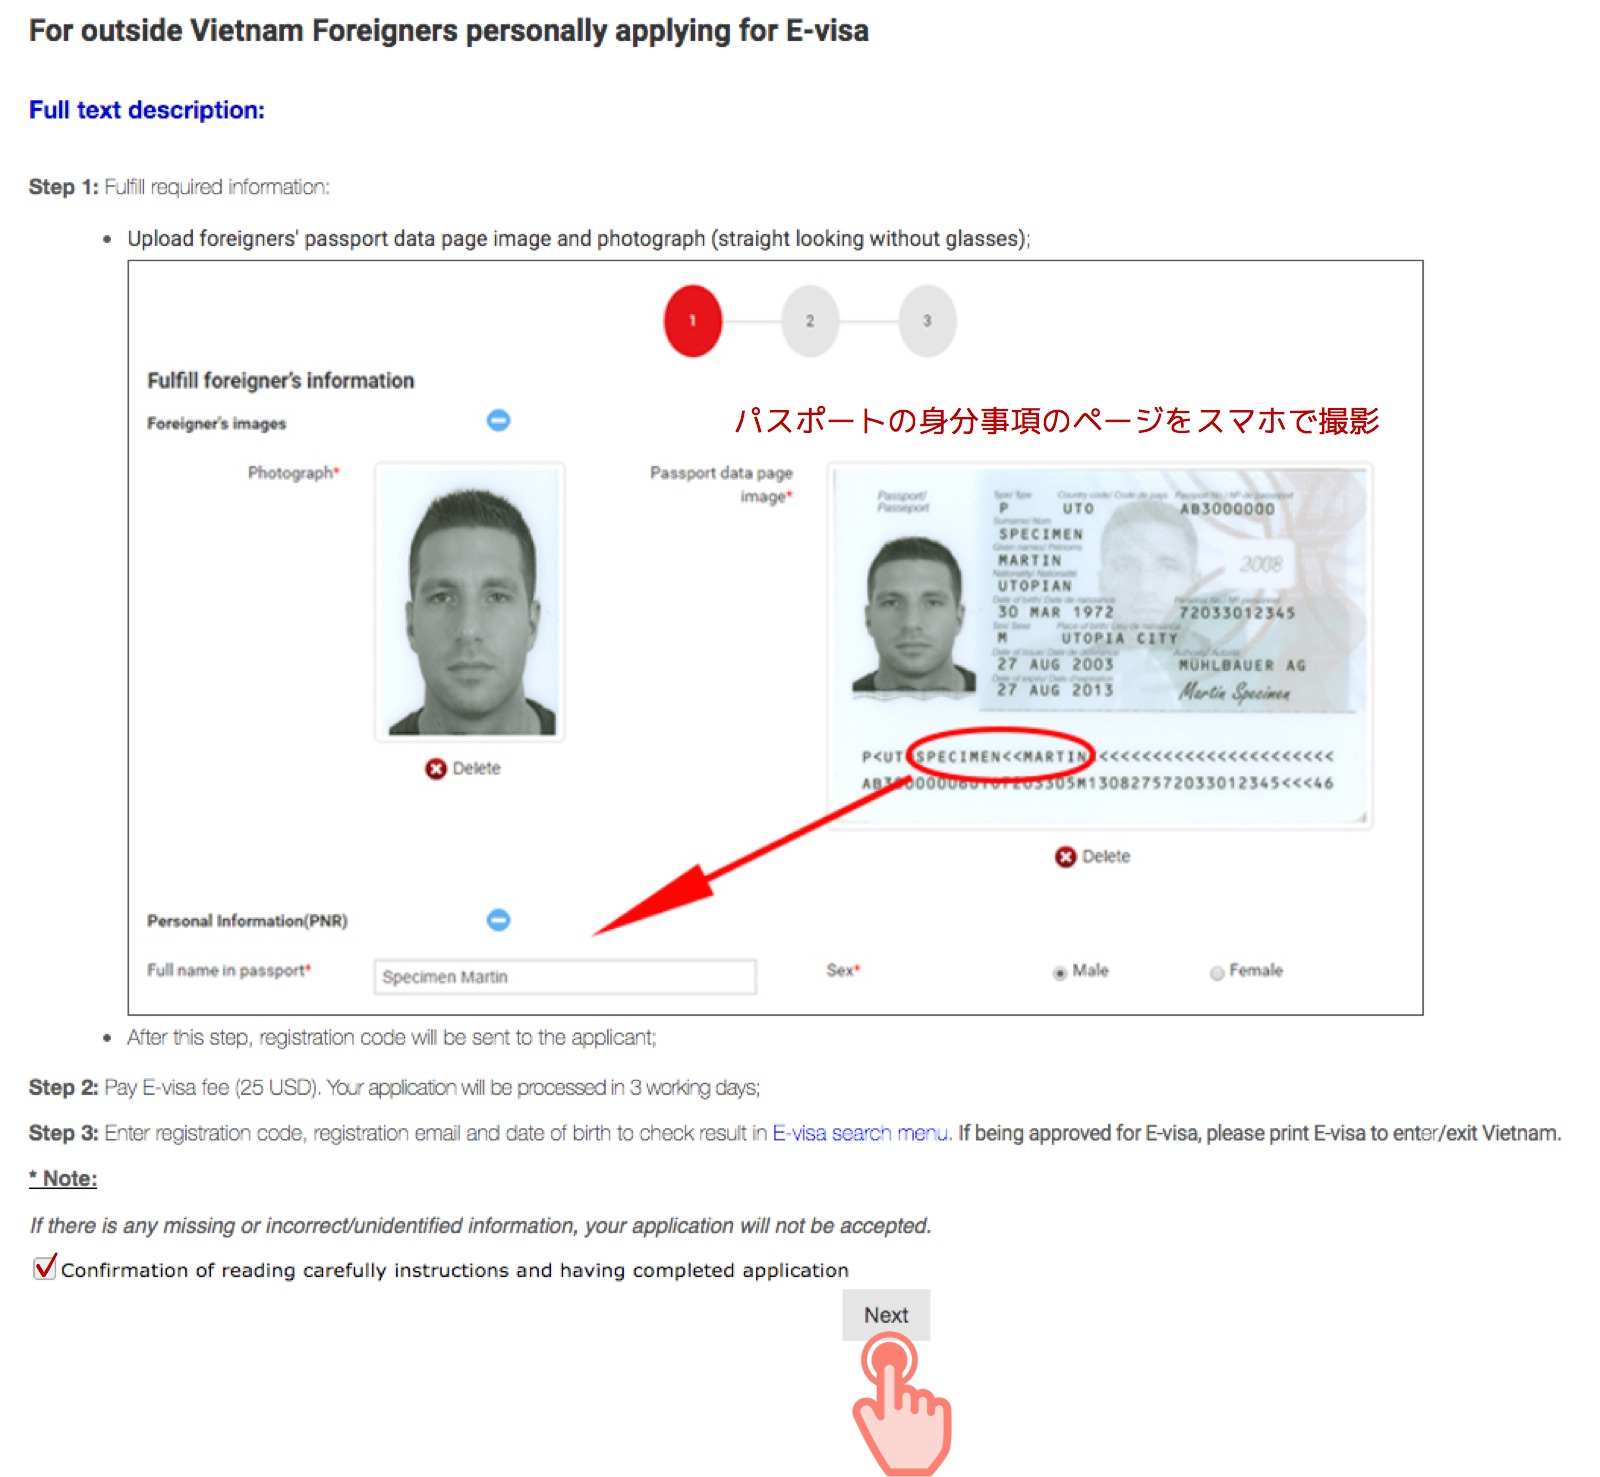 For outside Vietnam Foreigners personally applying for E-visa
Full text description:
Step 1: Fulfill required information:
Upload foreigners' passport data page image and photograph (straight looking without glasses);
1 2 3
Fulfill foreigner's information
Foreigner's images
パスポートの身分事項のページをスマホで撮影
Photograph*
Passport data page
image*
Passport/
Passeport
P UTO AB3000000
SPECIMEN
MARTIN
2008
UTOPIAN
30 MAR 1972 72033012345
M UTOPIA CITY
27 AUG 2003 MÜHLBAUER AG
27 AUG 2013 Martin Specimen
P<UT SPECIMEN<<MARTIN<<<<<<<<<<<<<<<<<<<<<<<
Delete
Delete
Personal Information(PNR)
Full name in passport* Specimen Martin Sex* Male Female
After this step, registration code will be sent to the applicant;
Step 2: Pay E-visa fee (25 USD). Your application will be processed in 3 working days;
Step 3: Enter registration code, registration email and date of birth to check result in E-visa search menu. If being approved for E-visa, please print E-visa to enter/exit Vietnam.
* Note:
If there is any missing or incorrect/unidentified information, your application will not be accepted.
Confirmation of reading carefully instructions and having completed application
Next